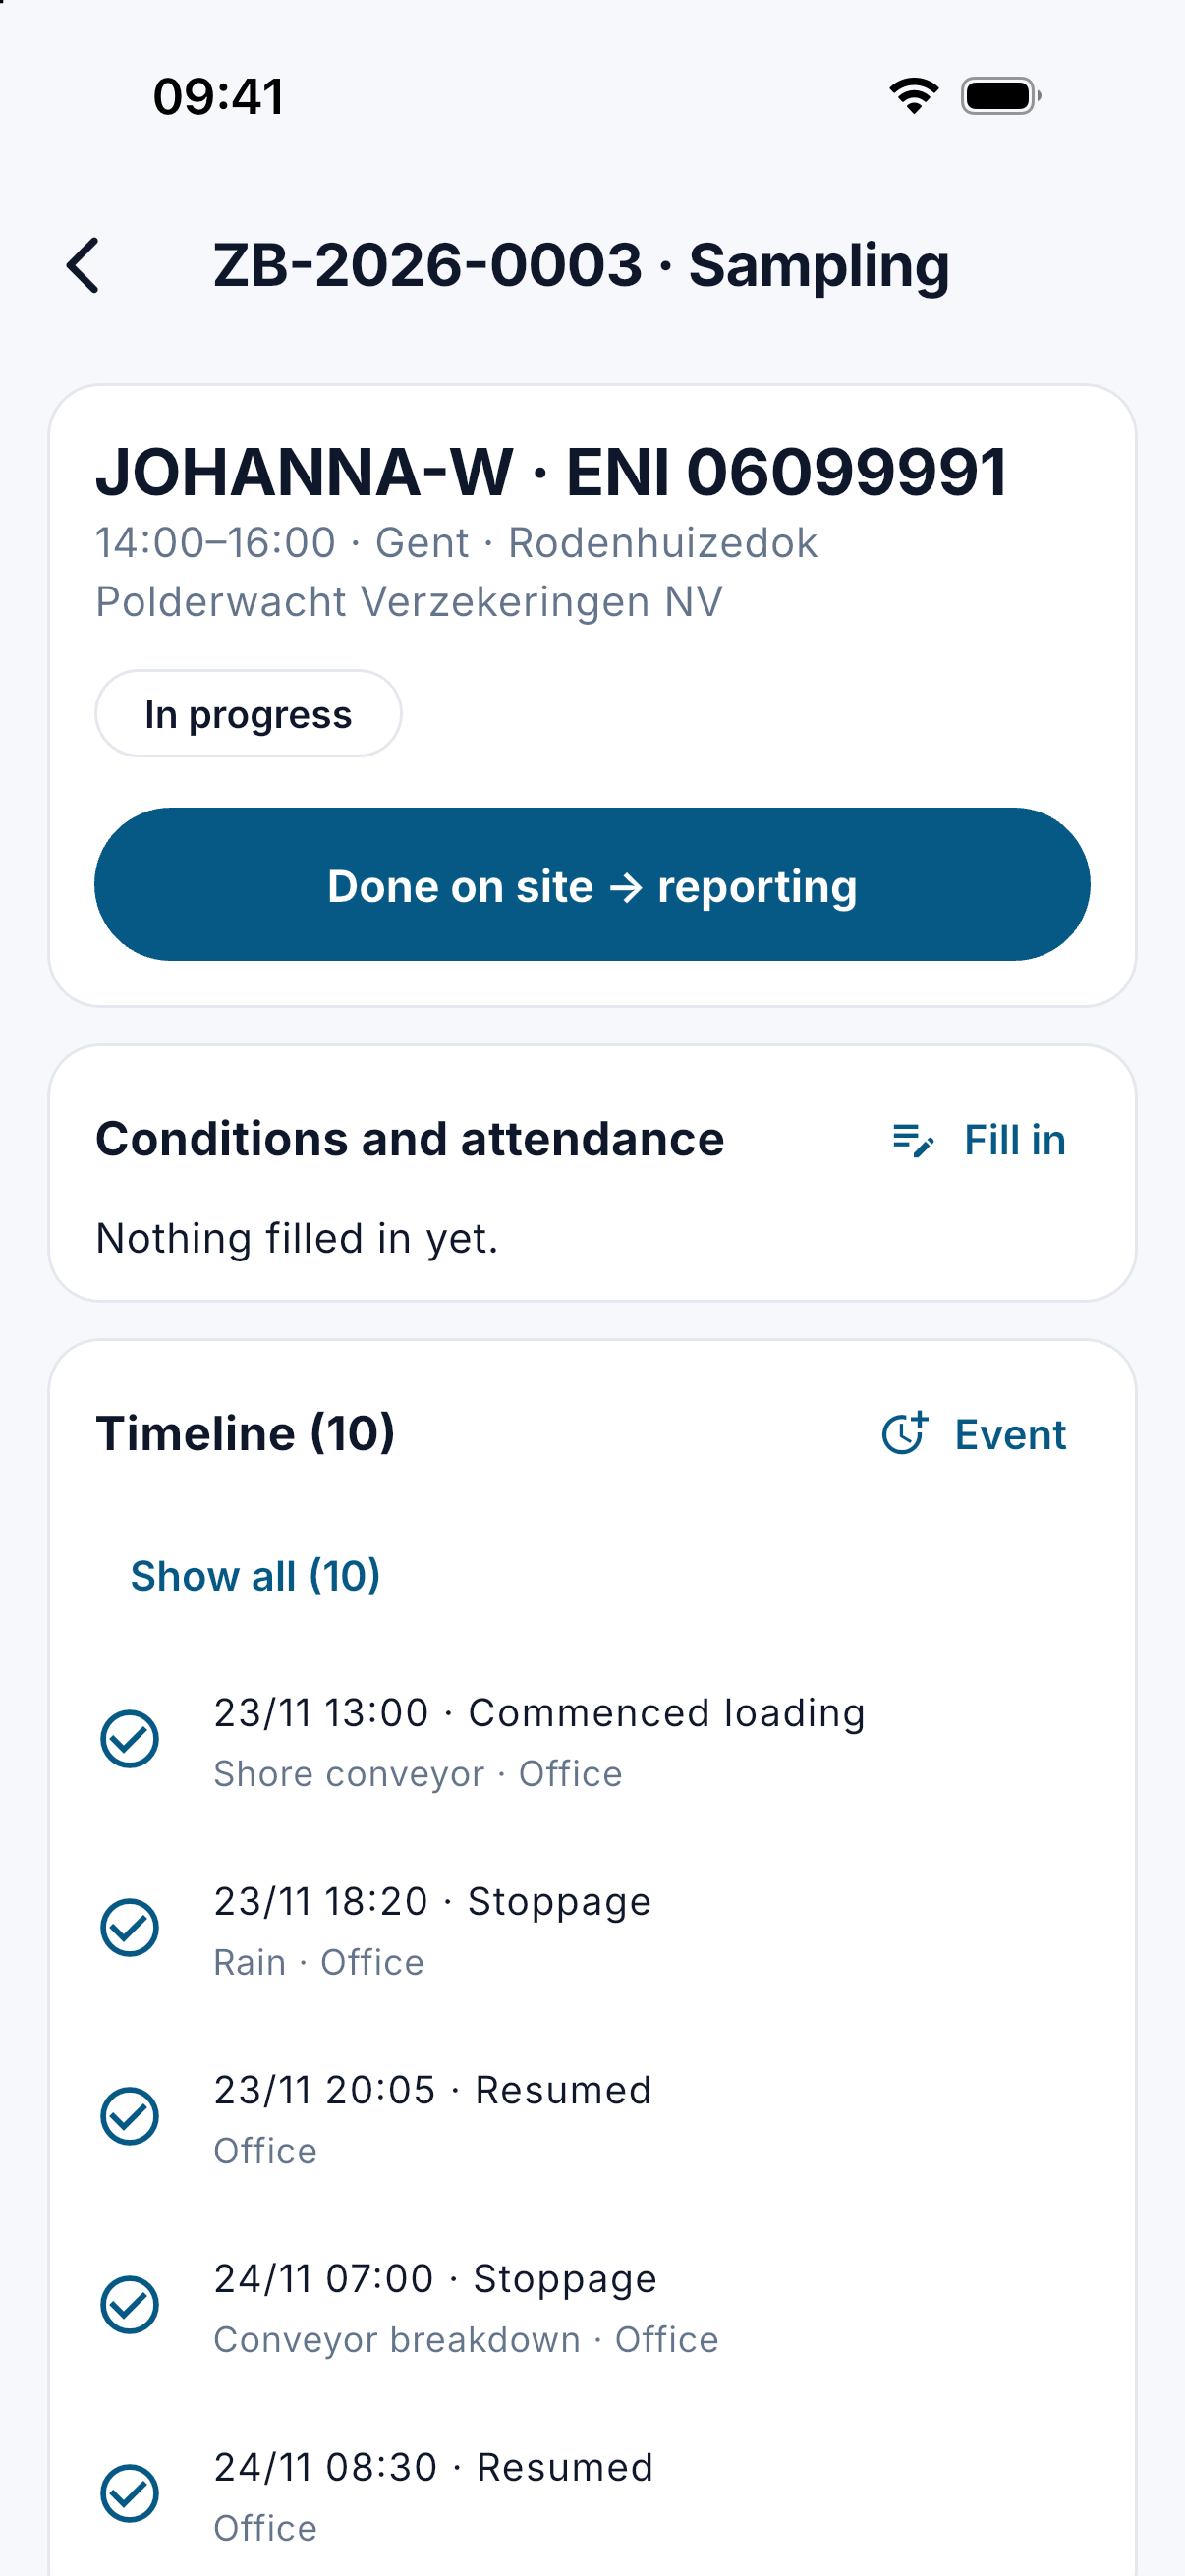 09:41
ZB-2026-0003 · Sampling
JOHANNA-W · ENI 06099991
14:00–16:00 · Gent · Rodenhuizedok
Polderwacht Verzekeringen NV
In progress
Done on site → reporting
Conditions and attendance
Fill in
Nothing filled in yet.
Timeline (10)
Event
Show all (10)
23/11 13:00 · Commenced loading
Shore conveyor · Office
23/11 18:20 · Stoppage
Rain · Office
23/11 20:05 · Resumed
Office
24/11 07:00 · Stoppage
Conveyor breakdown · Office
24/11 08:30 · Resumed
Office